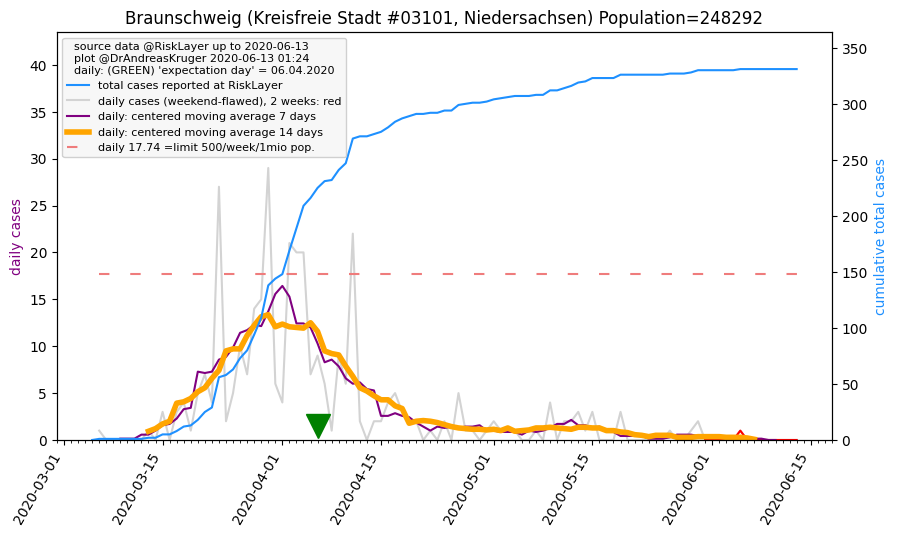 Braunschweig (Kreisfreie Stadt #03101, Niedersachsen) Population=248292
source data @RiskLayer up to 2020-06-13
plot @DrAndreasKruger 2020-06-13 01:24
daily: (GREEN) 'expectation day' = 06.04.2020
total cases reported at RiskLayer
daily cases (weekend-flawed), 2 weeks: red
daily: centered moving average 7 days
daily: centered moving average 14 days
daily 17.74 =limit 500/week/1mio pop.
daily cases
40
35
30
25
20
15
10
5
0
350
300
250
200
150
100
50
0
cumulative total cases
2020-03-01
2020-03-15
2020-04-01
2020-04-15
2020-05-01
2020-05-15
2020-06-01
2020-06-15